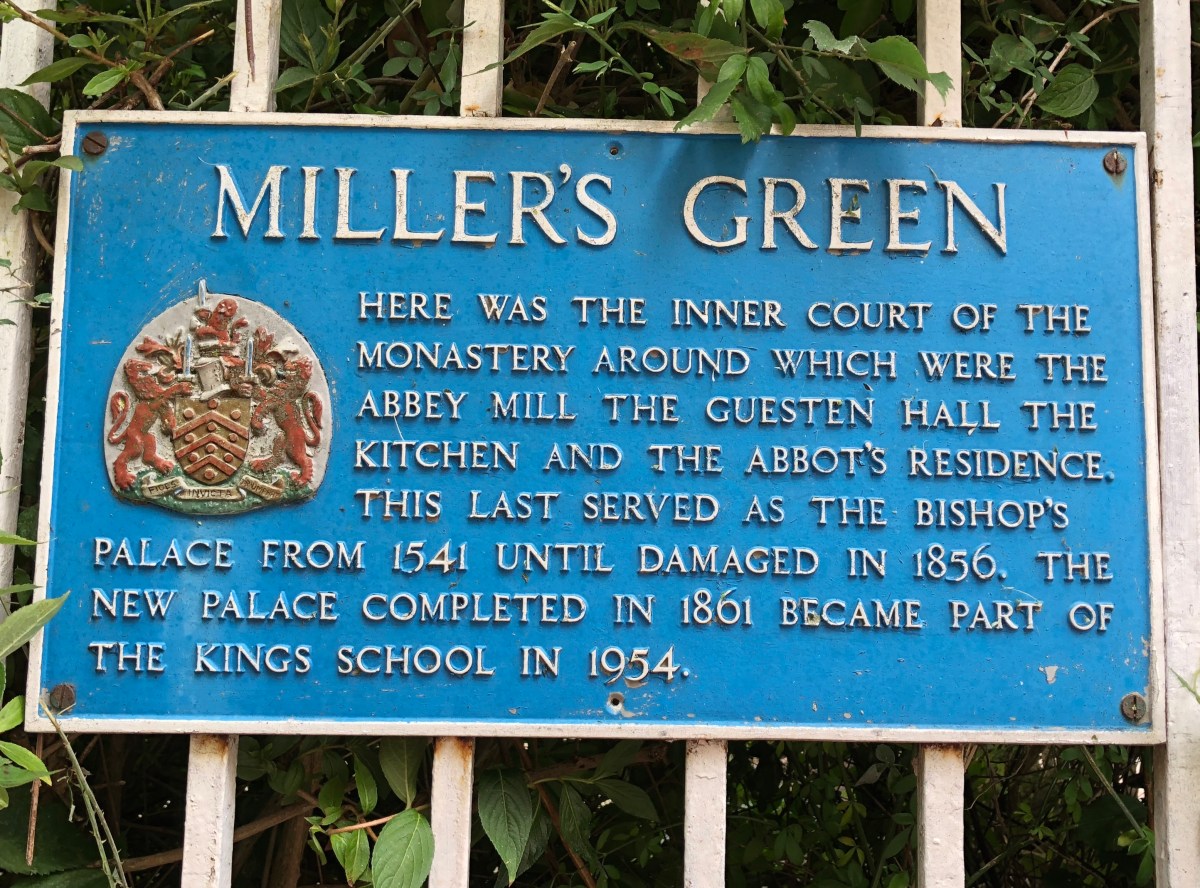 MILLER'S GREEN
HERE WAS THE INNER COURT OF THE
MONASTERY AROUND WHICH WERE THE
ABBEY MILL THE GUESTEN HALL THE
KITCHEN AND THE ABBOT'S RESIDENCE.
THIS LAST SERVED AS THE BISHOP'S
PALACE FROM 1541 UNTIL DAMAGED IN 1856. THE
NEW PALACE COMPLETED IN 1861 BECAME PART OF
THE KINGS SCHOOL IN 1954.
FIDES INVICTA